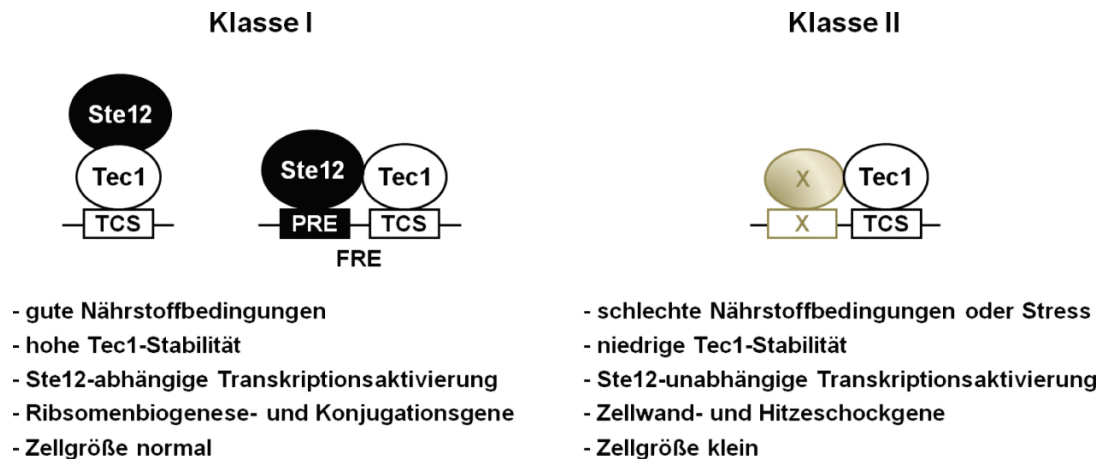 Klasse I
Ste12
Tec1
TCS
Ste12
Tec1
PRE
TCS
FRE
- gute Nährstoffbedingungen
- hohe Tec1-Stabilität
- Ste12-abhängige Transkriptionsaktivierung
- Ribsomenbiogenese- und Konjugationsgene
- Zellgröße normal
Klasse II
X
Tec1
X
TCS
- schlechte Nährstoffbedingungen oder Stress
- niedrige Tec1-Stabilität
- Ste12-unabhängige Transkriptionsaktivierung
- Zellwand- und Hitzeschockgene
- Zellgröße klein